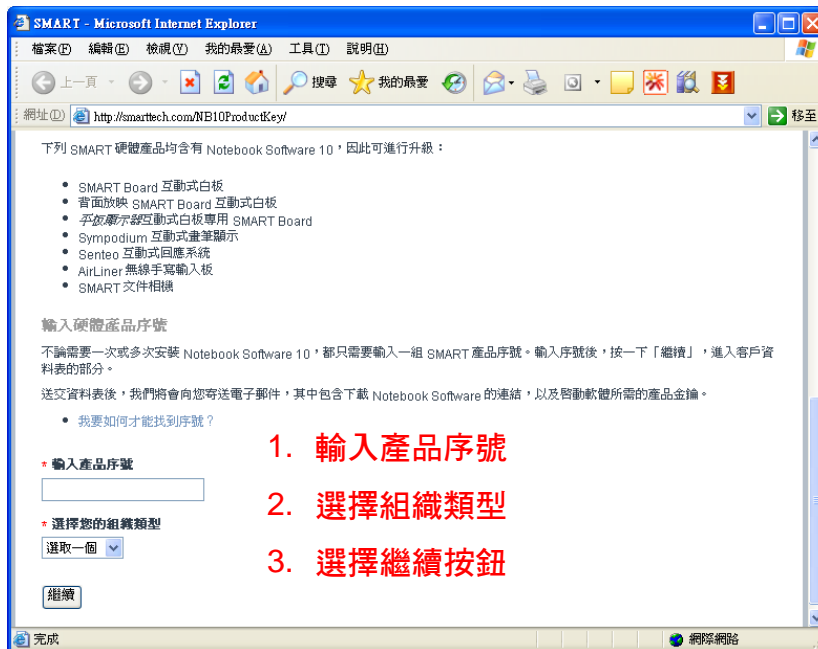 SMART - Microsoft Internet Explorer
檔案(F) 編輯(E) 檢視(V) 我的最愛(A) 工具(T) 說明(H)
上一頁 搜尋 我的最愛
網址(D) http://smarttech.com/NB10ProductKey/ 移至
下列 SMART 硬體產品均含有 Notebook Software 10，因此可進行升級：
• SMART Board 互動式白板
• 背面放映 SMART Board 互動式白板
• 平板顯示器互動式白板專用 SMART Board
• Sympodium 互動式畫筆顯示
• Senteo 互動式回應系統
• AirLiner 無線手寫輸入板
• SMART 文件相機
輸入硬體產品序號
不論需要一次或多次安裝 Notebook Software 10，都只需要輸入一組 SMART 產品序號。輸入序號後，按一下「繼續」，進入客戶資
料表的部分。
送交資料表後，我們將會向您寄送電子郵件，其中包含下載 Notebook Software 的連結，以及啓動軟體所需的產品金鑰。
• 我要如何才能找到序號？
* 輸入產品序號
* 選擇您的組織類型
選取一個
繼續
1. 輸入產品序號
2. 選擇組織類型
3. 選擇繼續按鈕
完成 網際網路